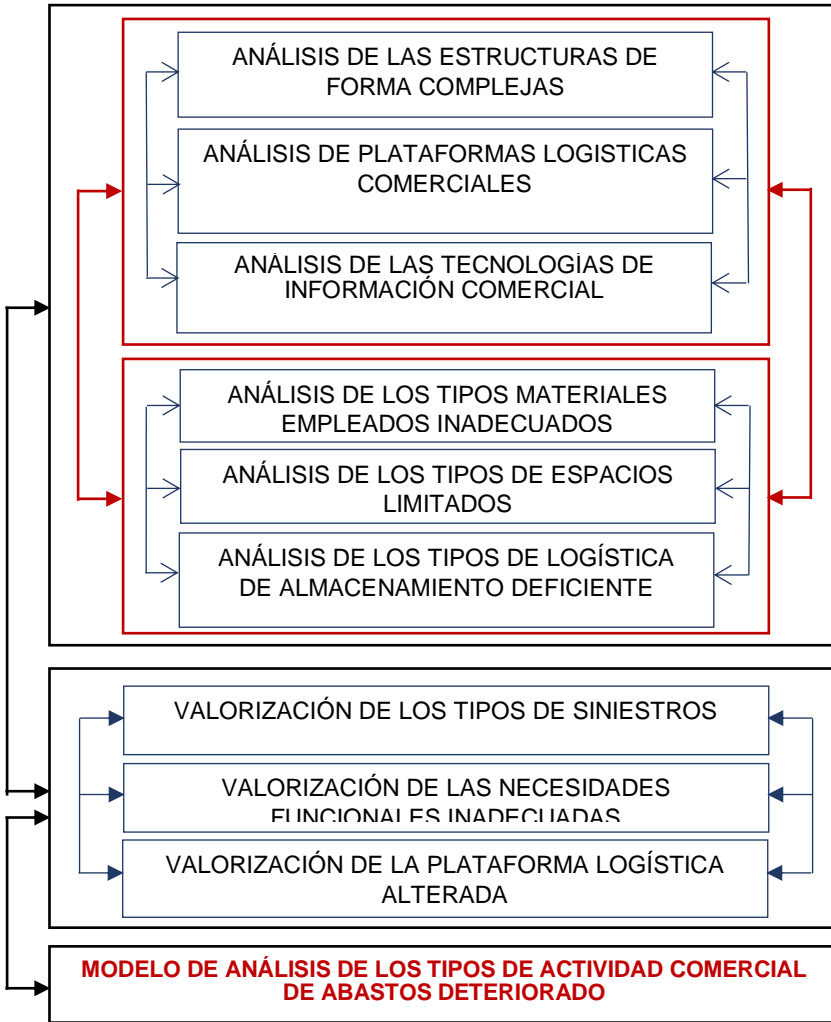 ANÁLISIS DE LAS ESTRUCTURAS DE
FORMA COMPLEJAS
ANÁLISIS DE PLATAFORMAS LOGISTICAS
COMERCIALES
ANÁLISIS DE LAS TECNOLOGÍAS DE
INFORMACIÓN COMERCIAL
ANÁLISIS DE LOS TIPOS MATERIALES
EMPLEADOS INADECUADOS
ANÁLISIS DE LOS TIPOS DE ESPACIOS
LIMITADOS
ANÁLISIS DE LOS TIPOS DE LOGÍSTICA
DE ALMACENAMIENTO DEFICIENTE
VALORIZACIÓN DE LOS TIPOS DE SINIESTROS
VALORIZACIÓN DE LAS NECESIDADES
FUNCIONALES INADECUADAS
VALORIZACIÓN DE LA PLATAFORMA LOGÍSTICA
ALTERADA
MODELO DE ANÁLISIS DE LOS TIPOS DE ACTIVIDAD COMERCIAL
DE ABASTOS DETERIORADO